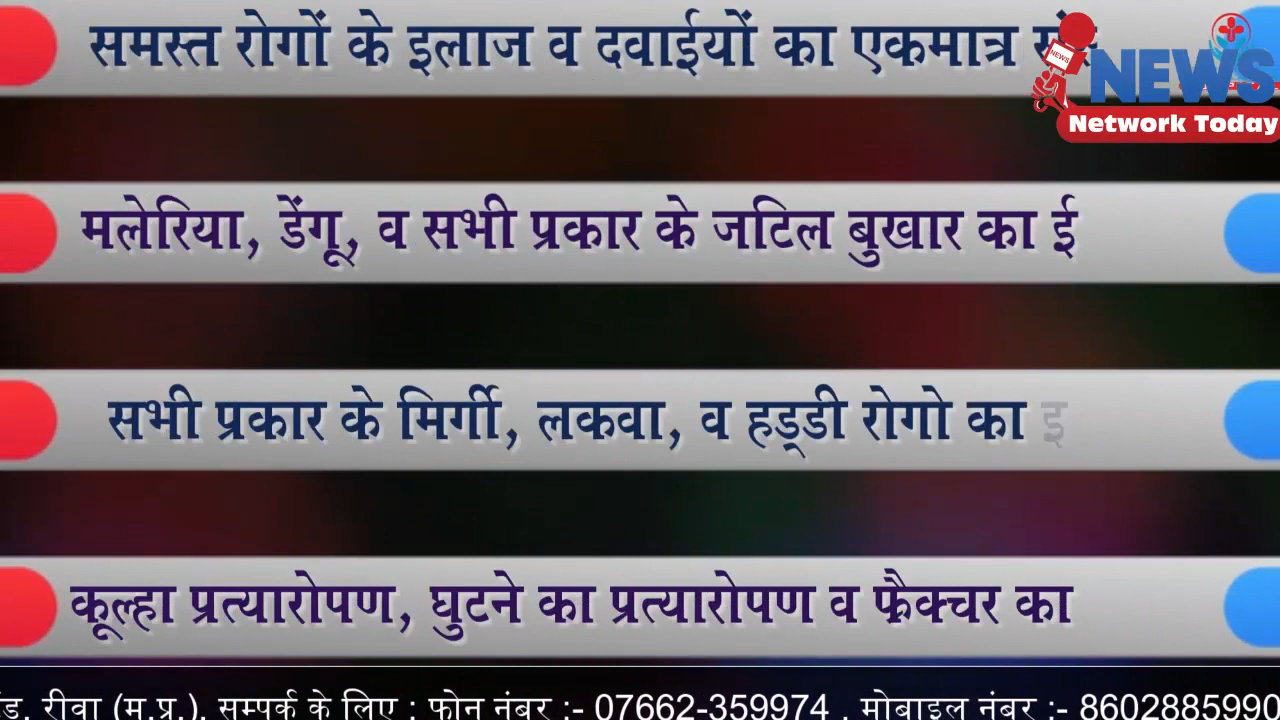 समस्त रोगों के इलाज व दवाईयों का एकमात्र
NEWS
NEWS
Network Today
मलेरिया, डेंगू, व सभी प्रकार के जटिल बुखार का ई
सभी प्रकार के मिर्गी, लकवा, व हड्डी रोगो का इ
कूल्हा प्रत्यारोपण, घुटने का प्रत्यारोपण व फ्रैक्चर का
रीवा (म.प्र.), सम्पर्क के लिए : फोन नंबर :- 07662-359974 , मोबाइल नंबर :- 8602885990